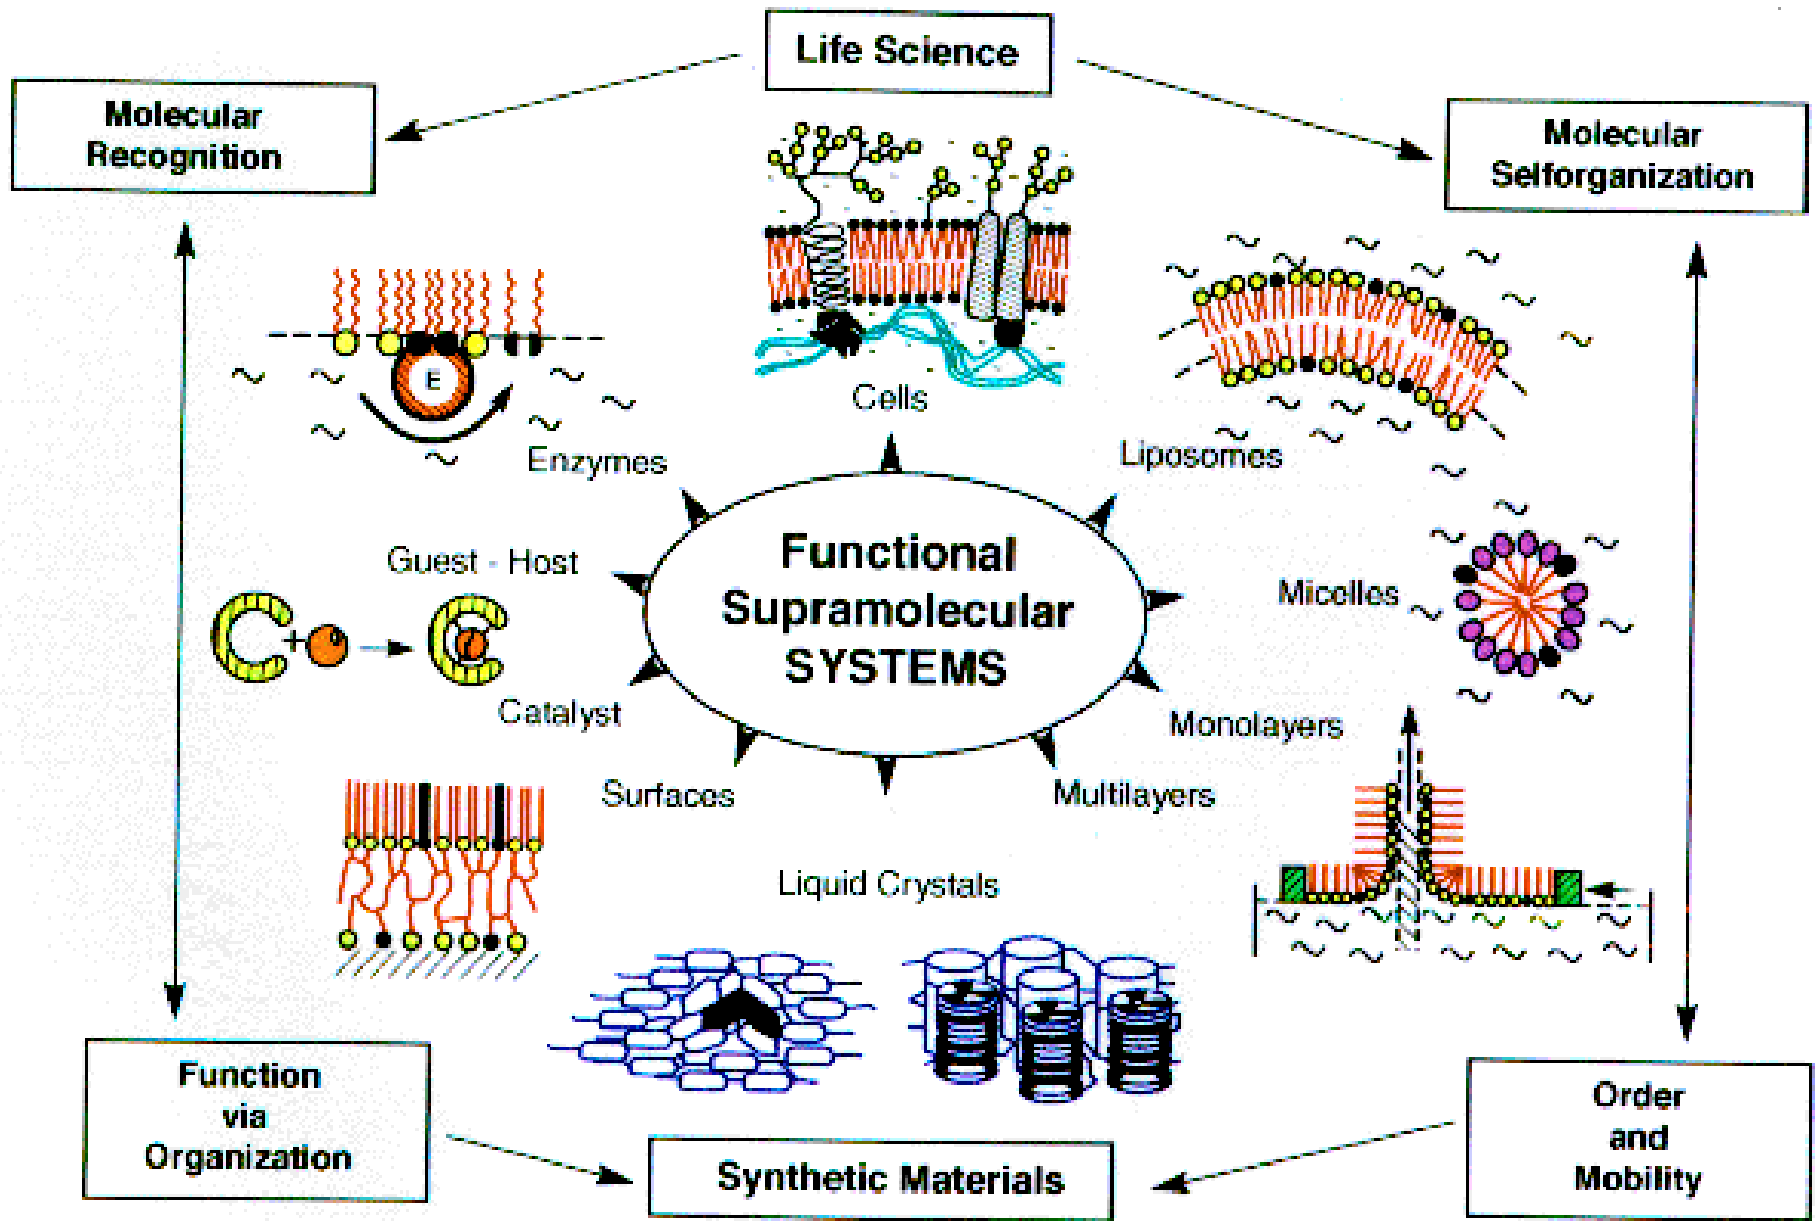 Life Science
Molecular
Recognition
Molecular
Selforganization
E
Cells
Enzymes
Liposomes
Guest - Host
Functional
Supramolecular
SYSTEMS
Micelles
+
Catalyst
Monolayers
Surfaces
Multilayers
Liquid Crystals
Function
via
Organization
Synthetic Materials
Order
and
Mobility